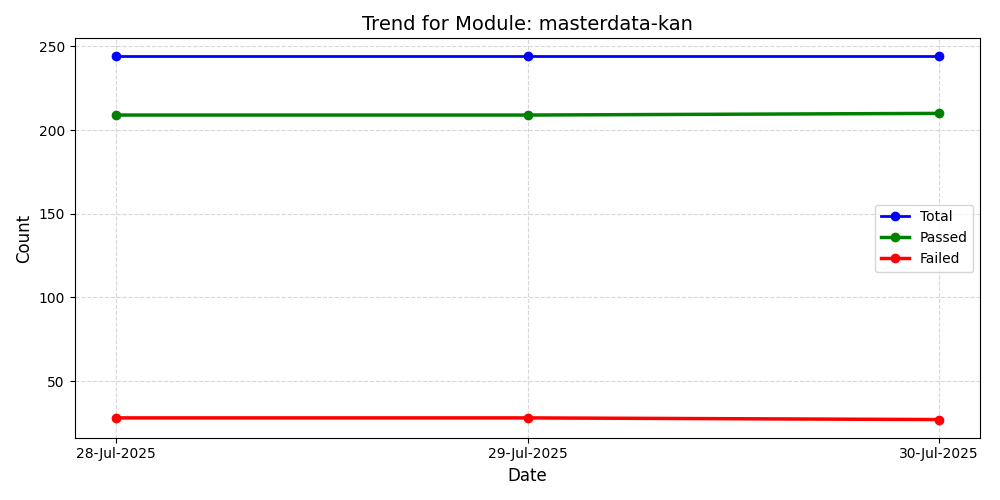 Trend for Module: masterdata-kan
250
200
150
100
50
Count
Total
Passed
Failed
28-Jul-2025
29-Jul-2025
30-Jul-2025
Date